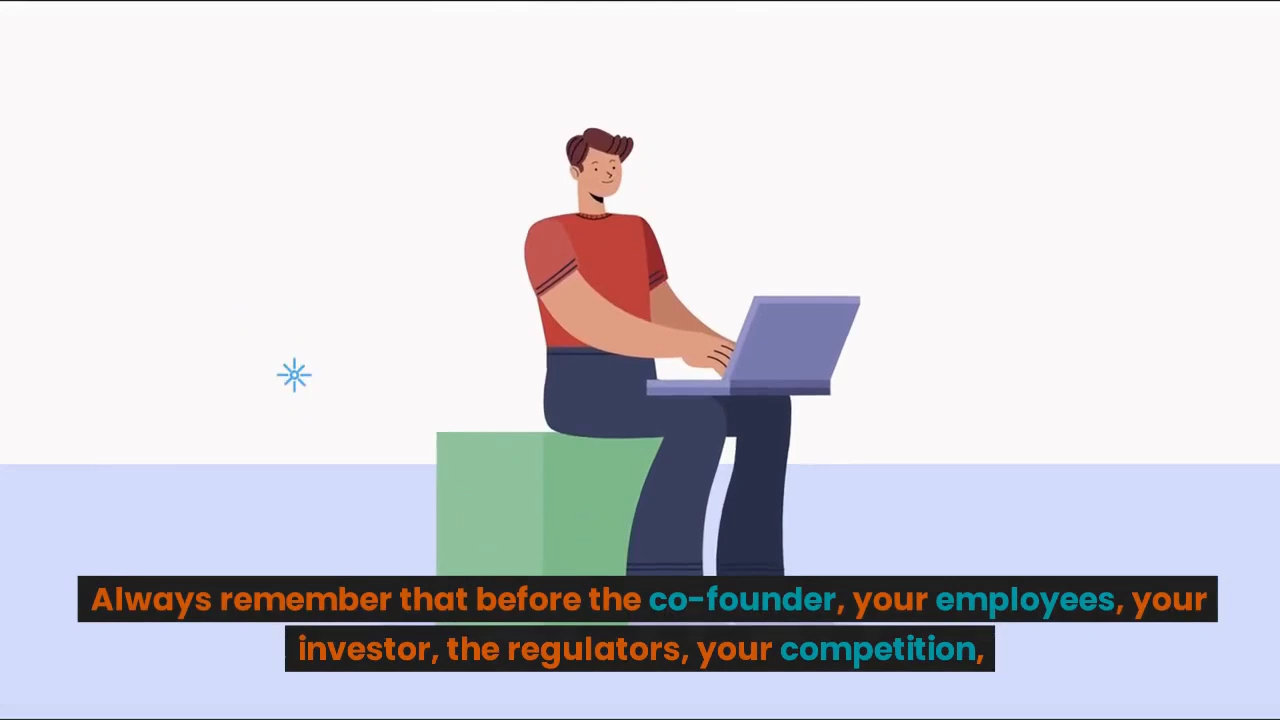 Always remember that before the co-founder, your employees, your
investor, the regulators, your competition,